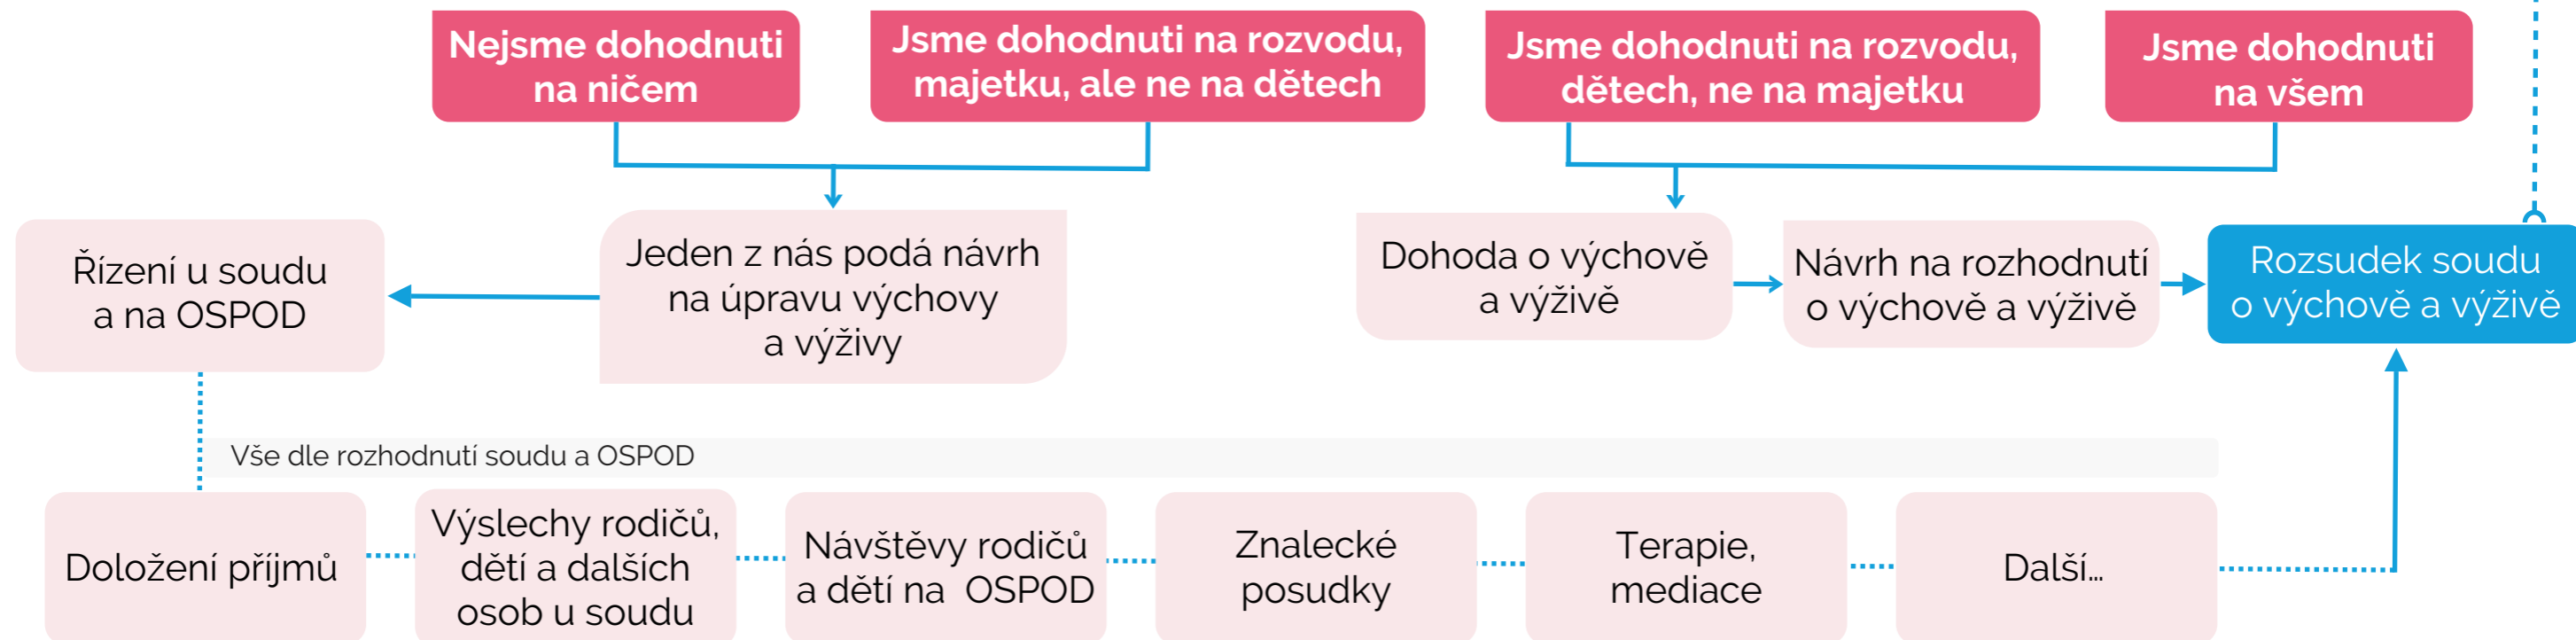 Nejsme dohodnuti
na ničem
Jsme dohodnuti na rozvodu,
majetku, ale ne na dětech
Jsme dohodnuti na rozvodu,
dětech, ne na majetku
Jsme dohodnuti
na všem
Řízení u soudu
a na OSPOD
Jeden z nás podá návrh
na úpravu výchovy
a výživy
Dohoda o výchově
a výživě
Návrh na rozhodnutí
o výchově a výživě
Rozsudek soudu
o výchově a výživě
Vše dle rozhodnutí soudu a OSPOD
Doložení příjmů
Výslechy rodičů,
dětí a dalších
osob u soudu
Návštěvy rodičů
a dětí na OSPOD
Znalecké
posudky
Terapie,
mediace
Další...